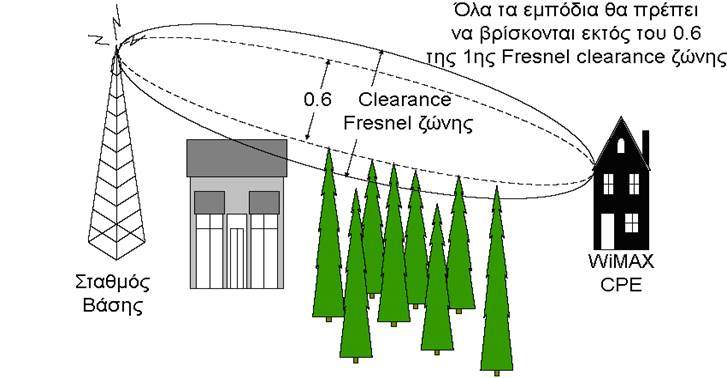 Όλα τα εμπόδια θα πρέπει
να βρίσκονται εκτός του 0.6
της 1ης Fresnel clearance ζώνης
0.6
Clearance
Fresnel ζώνης
Σταθμός
Βάσης
WiMAX
CPE